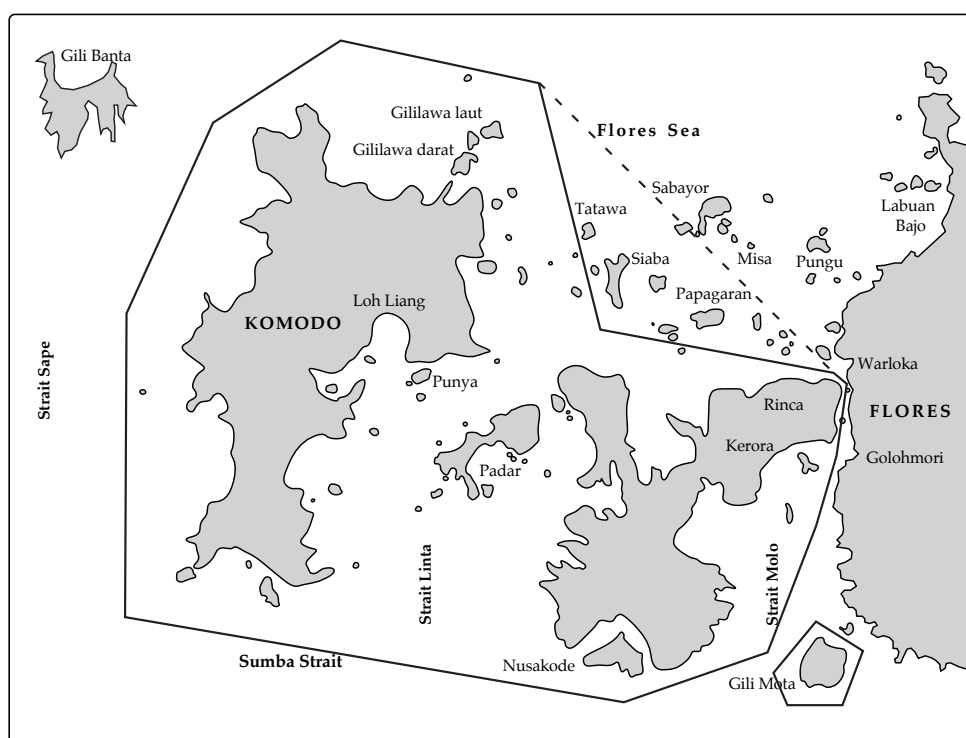 Gili Banta
Gililawa laut
Flores Sea
Gililawa darat
Sabayor
Tatawa
Labuan
Bajo
Siaba
Misa
Pungu
Papagaran
Loh Liang
KOMODO
Strait Sape
Warloka
Punya
Rinca
FLORES
Kerora
Golohmori
Padar
Strait Linta
Strait Molo
Sumba Strait
Nusakode
Gili Mota